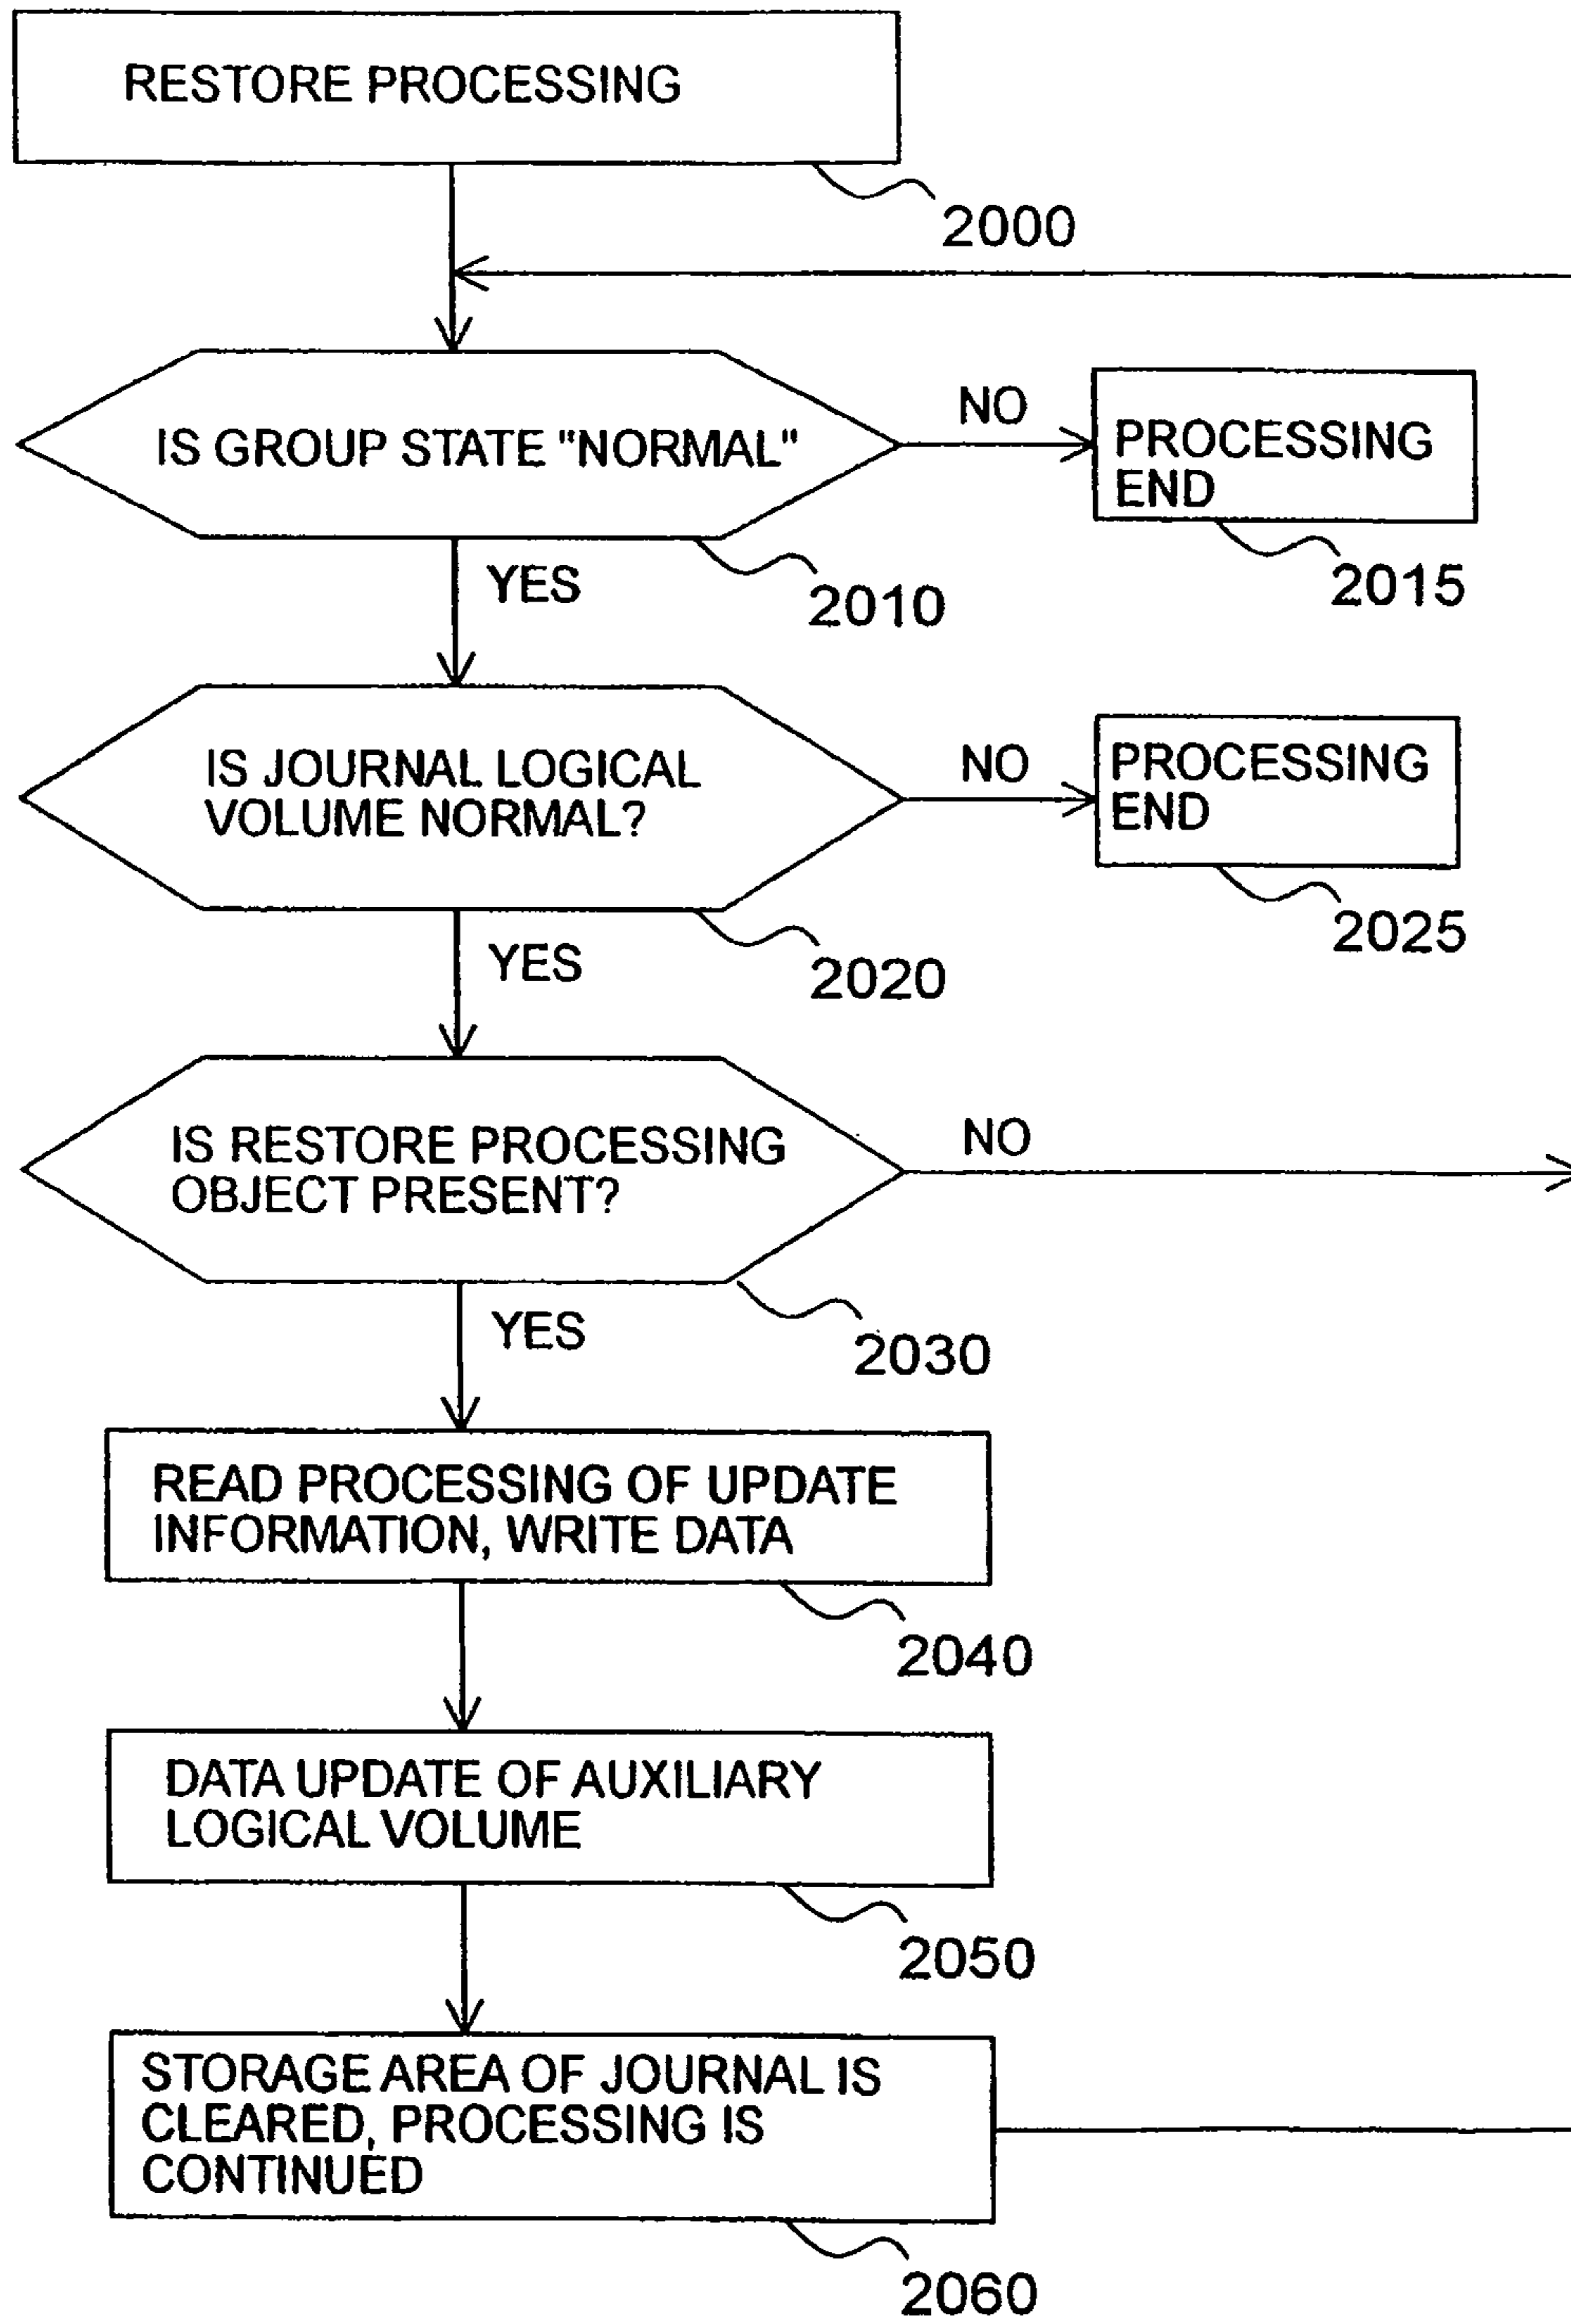 RESTORE PROCESSING
2000
IS GROUP STATE "NORMAL"
NO
PROCESSING
END
2015
YES
2010
IS JOURNAL LOGICAL
VOLUME NORMAL?
NO
PROCESSING
END
2025
YES
2020
IS RESTORE PROCESSING
OBJECT PRESENT?
NO
YES
2030
READ PROCESSING OF UPDATE
INFORMATION, WRITE DATA
2040
DATA UPDATE OF AUXILIARY
LOGICAL VOLUME
2050
STORAGE AREA OF JOURNAL IS
CLEARED, PROCESSING IS
CONTINUED
2060